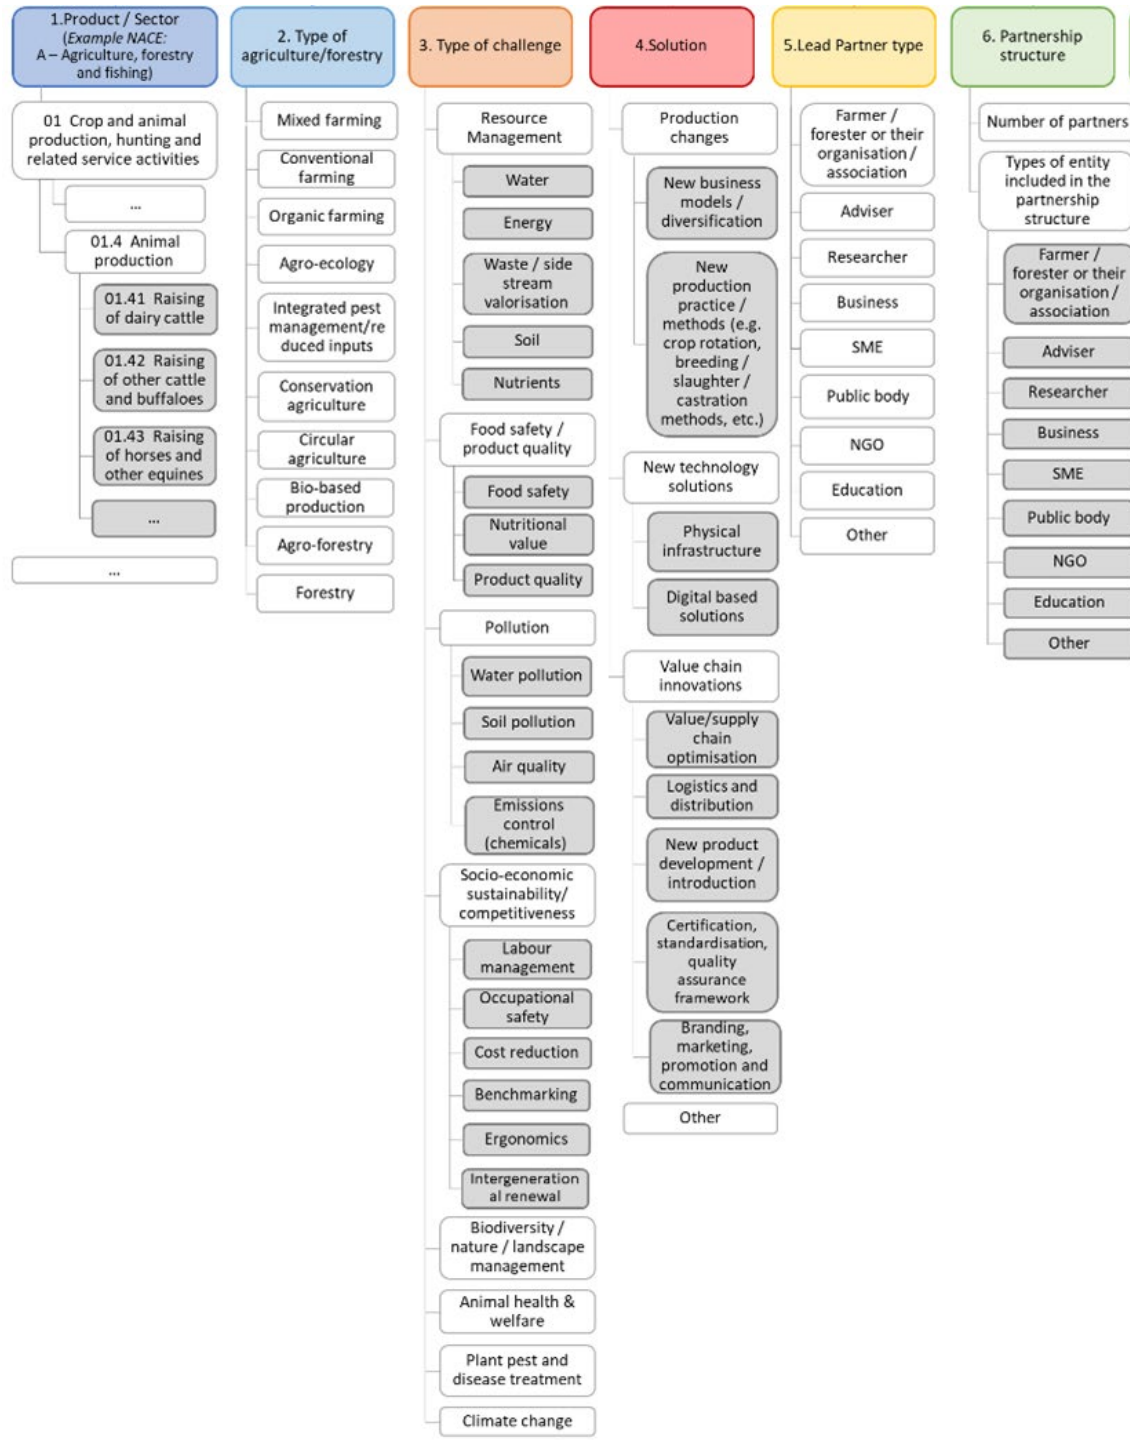 1.Product / Sector
(Example NACE:
A – Agriculture, forestry
and fishing)
01 Crop and animal
production, hunting and
related service activities
...
01.4 Animal
production
01.41 Raising
of dairy cattle
01.42 Raising
of other cattle
and buffaloes
01.43 Raising
of horses and
other equines
...
...
2. Type of
agriculture/forestry
Mixed farming
Conventional
farming
Organic farming
Agro-ecology
Integrated pest
management/re
duced inputs
Conservation
agriculture
Circular
agriculture
Bio-based
production
Agro-forestry
Forestry
3. Type of challenge
Resource
Management
Water
Energy
Waste / side
stream
valorisation
Soil
Nutrients
Food safety /
product quality
Food safety
Nutritional
value
Product quality
Pollution
Water pollution
Soil pollution
Air quality
Emissions
control
(chemicals)
Socio-economic
sustainability/
competitiveness
Labour
management
Occupational
safety
Cost reduction
Benchmarking
Ergonomics
Intergeneration
al renewal
Biodiversity /
nature / landscape
management
Animal health &
welfare
Plant pest and
disease treatment
Climate change
4.Solution
Production
changes
New business
models /
diversification
New
production
practice /
methods (e.g.
crop rotation,
breeding /
slaughter /
castration
methods, etc.)
New technology
solutions
Physical
infrastructure
Digital based
solutions
Value chain
innovations
Value/supply
chain
optimisation
Logistics and
distribution
New product
development /
introduction
Certification,
standardisation,
quality
assurance
framework
Branding,
marketing,
promotion and
communication
Other
5.Lead Partner type
Farmer /
forester or their
organisation /
association
Adviser
Researcher
Business
SME
Public body
NGO
Education
Other
6. Partnership
structure
Number of partners
Types of entity
included in the
partnership
structure
Farmer /
forester or their
organisation /
association
Adviser
Researcher
Business
SME
Public body
NGO
Education
Other